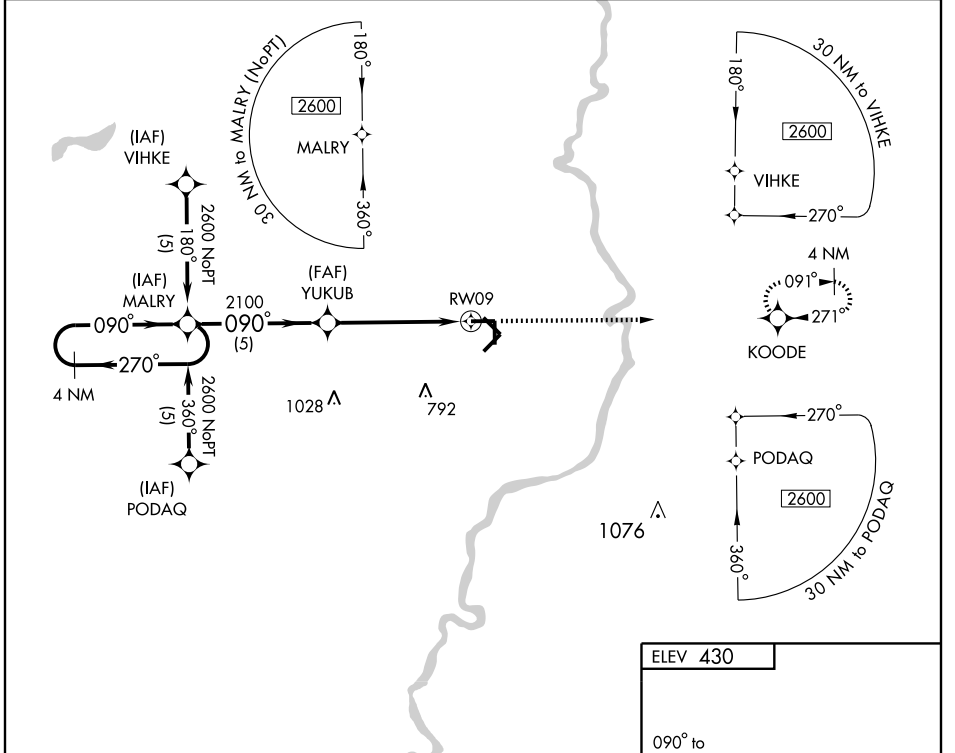 30 NM to MALRY (NoPT)
180°
2600
MALRY
360°
30 NM to VIHKE
180°
2600
VIHKE
270°
(IAF)
VIHKE
2600 NoPT
180°
(5)
(IAF)
MALRY
090°
270°
4 NM
2100
090°
(5)
(FAF)
YUKUB
RW09
4 NM
091°
271°
KOODE
2600 NoPT
360°
(5)
(IAF)
PODAQ
1028
792
1076
270°
PODAQ
2600
360°
30 NM to PODAQ
ELEV 430
090° to